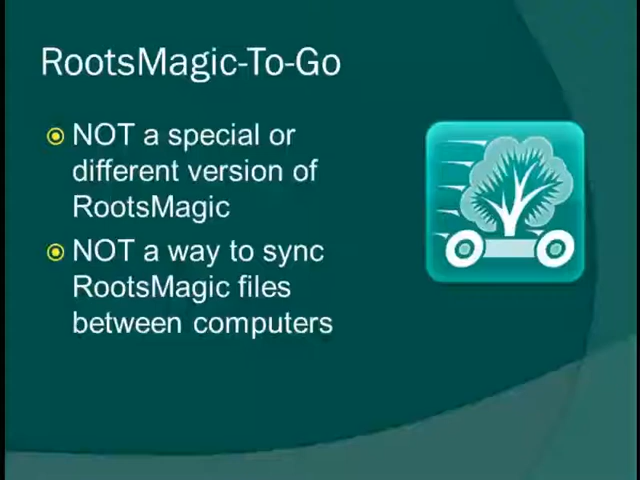 RootsMagic-To-Go
NOT a special or
different version of
RootsMagic
NOT a way to sync
RootsMagic files
between computers